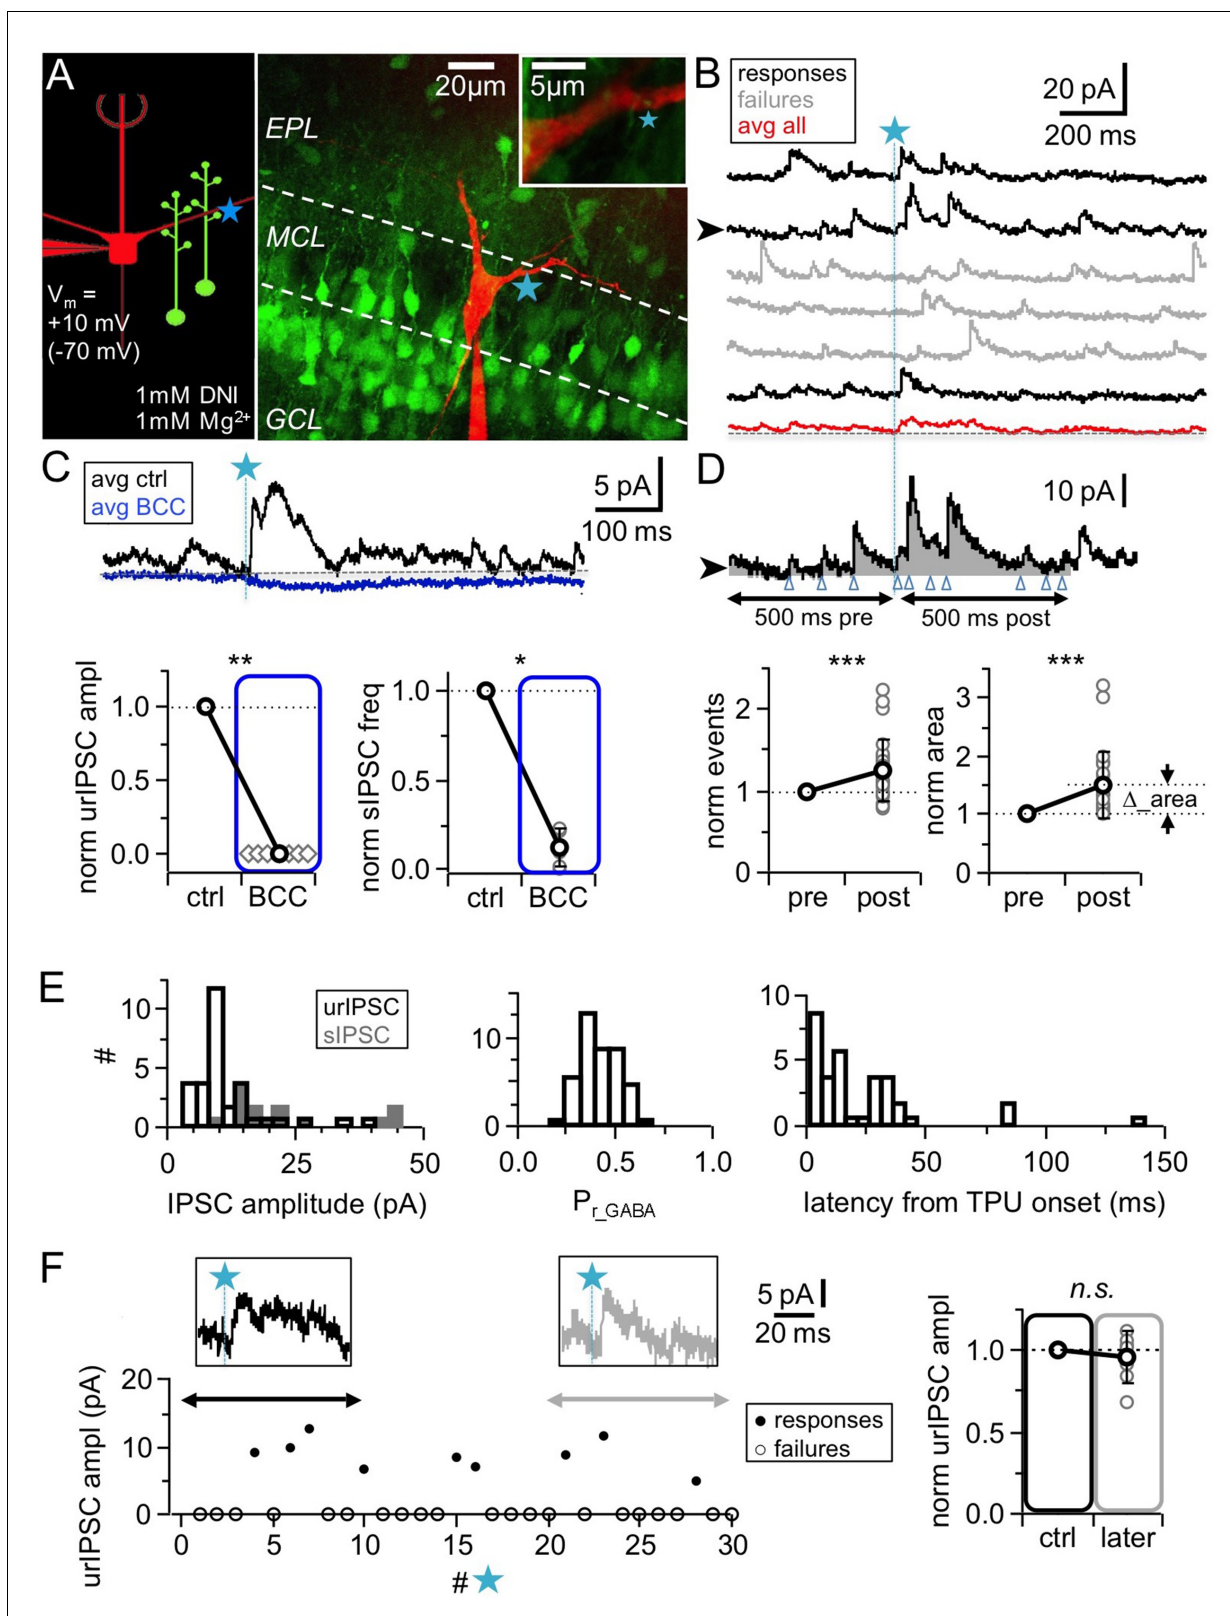 A
20µm
5µm
EPL
MCL
GCL
Vm =
+10 mV
(-70 mV)
1mM DNI
1mM Mg2+
B
responses
failures
avg all
20 pA
200 ms
C
avg ctrl
avg BCC
5 pA
100 ms
D
10 pA
500 ms pre
500 ms post
**
norm urIPSC ampl
1.0
0.5
0.0
ctrl
BCC
*
norm sIPSC freq
1.0
0.5
0.0
ctrl
BCC
***
norm events
2
1
0
pre
post
***
norm area
3
2
1
0
Δ_area
pre
post
E
#
10
5
0
urIPSC
sIPSC
0
25
50
IPSC amplitude (pA)
10
0
0.0
0.5
1.0
Pr_GABA
10
5
0
0
50
100
150
latency from TPU onset (ms)
F
5 pA
20 ms
urIPSC ampl (pA)
20
10
0
0
5
10
15
20
25
30
#
responses
failures
n.s.
norm urIPSC ampl
1.0
0.5
0.0
ctrl
later